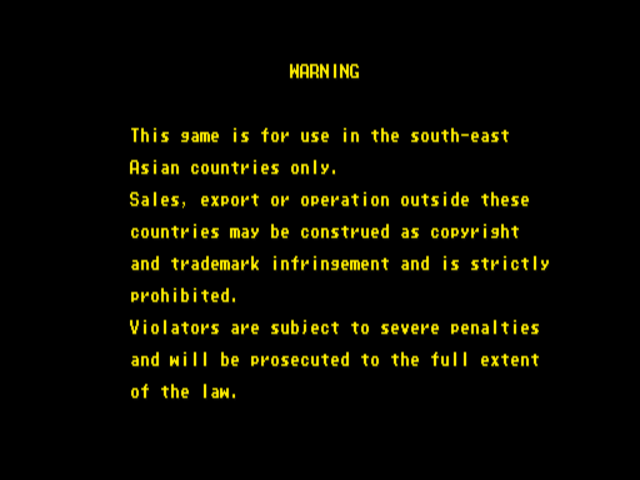 WARNING
This game is for use in the south-east
Asian countries only.
Sales, export or operation outside these
countries may be construed as copyright
and trademark infringement and is strictly
prohibited.
Violators are subject to severe penalties
and will be prosecuted to the full extent
of the law.